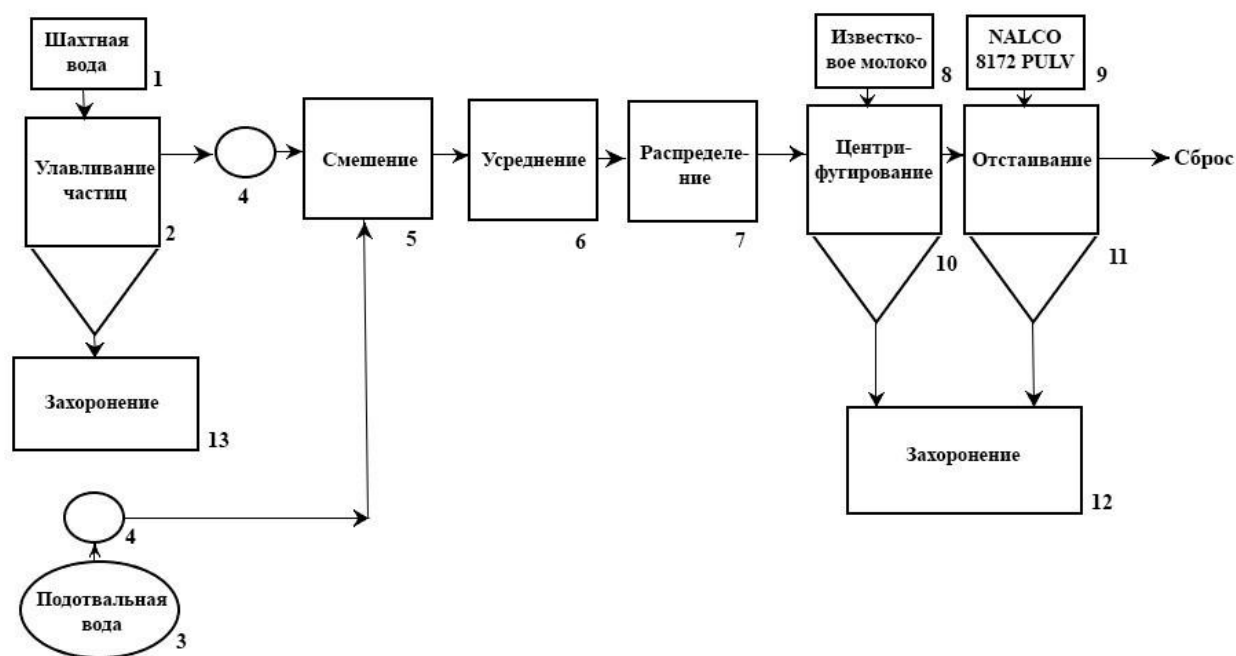 Шахтная
вода
1
Улавливание
частиц
2
4
Смешение
5
Усреднение
6
Распределе-
ние
7
Известко-
вое молоко
8
NALCO
8172 PULV
9
Центри-
фугирование
10
Отстаивание
11
Сброс
Захоронение
13
Захоронение
12
4
Подотвальная
вода
3